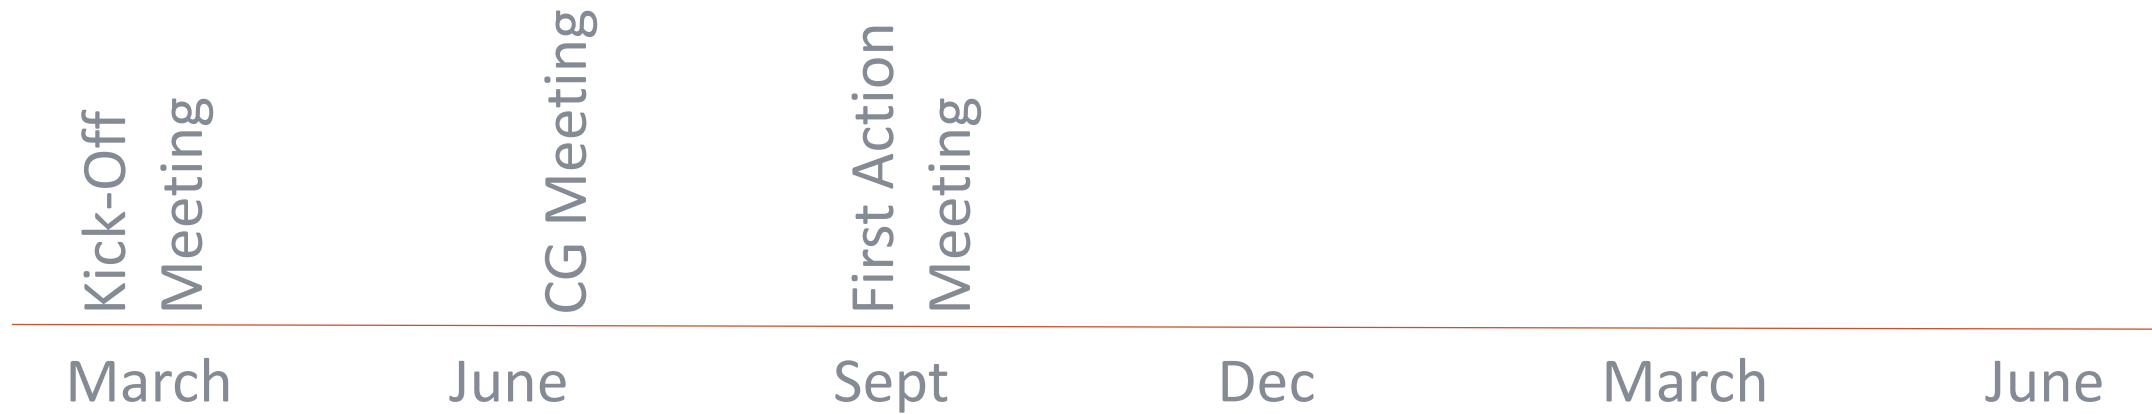 Kick-Off
Meeting
CG Meeting
First Action
Meeting
March
June
Sept
Dec
March
June